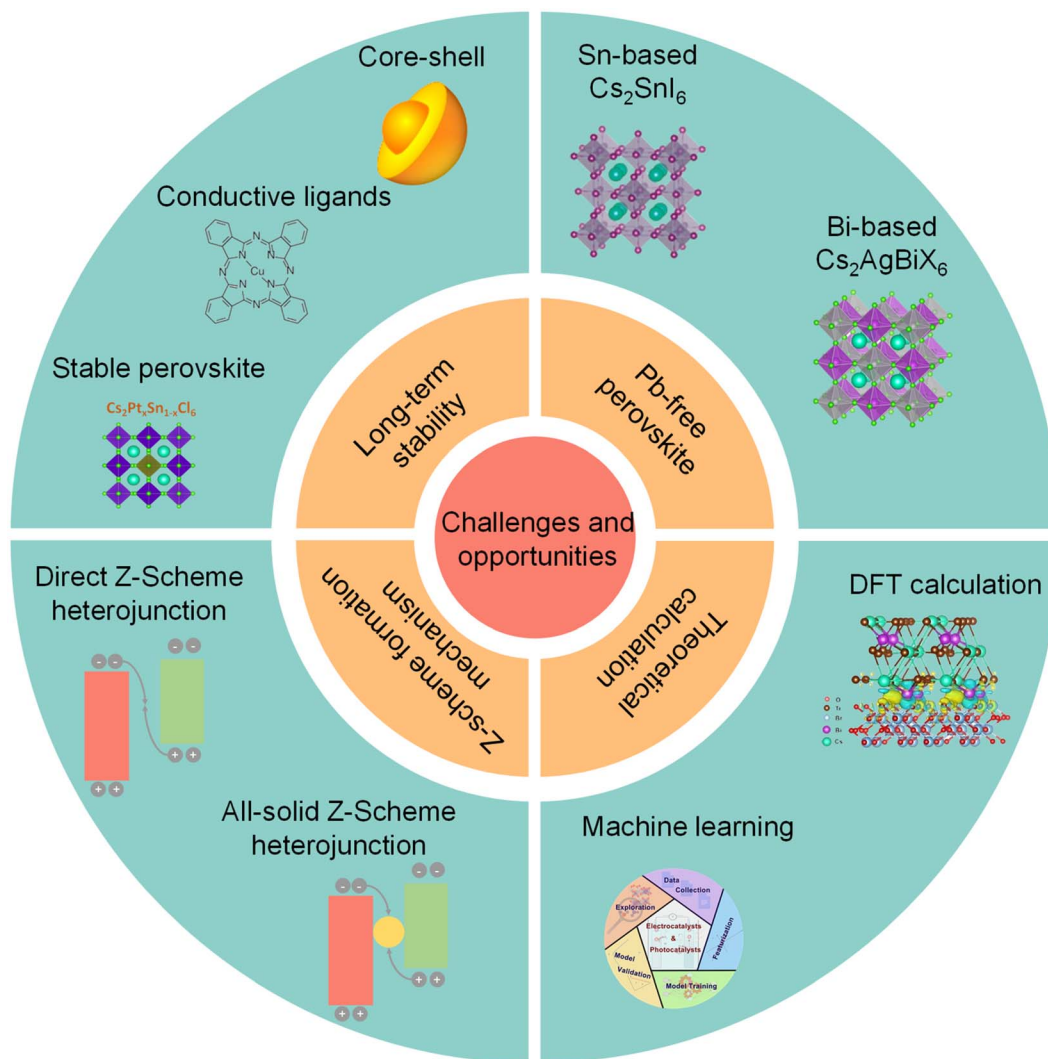 Core-shell
Conductive ligands
N
N
N
N
Cu
N
N
N
N
Stable perovskite
Cs₂PtₓSn₁₋ₓCl₆
Sn-based
Cs₂SnI₆
Bi-based
Cs₂AgBiX₆
Long-term
stability
Pb-free
perovskite
Challenges and
opportunities
Z-scheme formation
mechanism
Theoretical
calculation
Direct Z-Scheme
heterojunction
- -
- -
+ +
+ +
All-solid Z-Scheme
heterojunction
- -
- -
+ +
+ +
DFT calculation
Machine learning
Data
Collection
Exploration
Electrocatalysts
&
Photocatalysts
Featurization
Model
Validation
Model Training